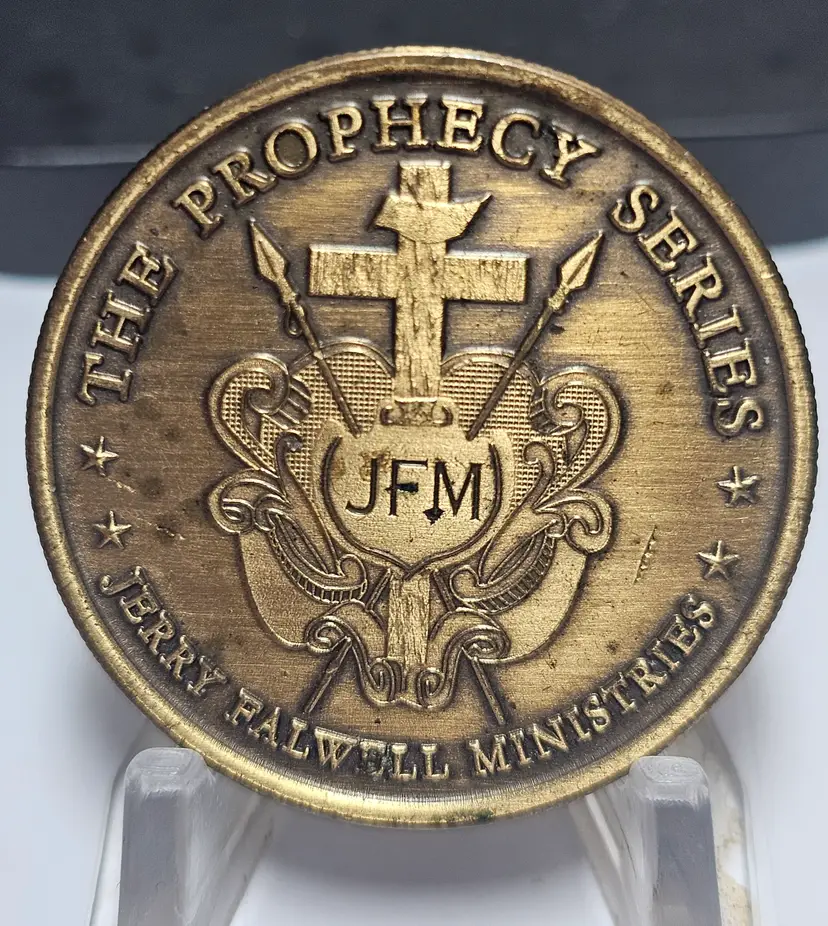 THE PROPHECY SERIES
JFM
JERRY FALWELL MINISTRIES